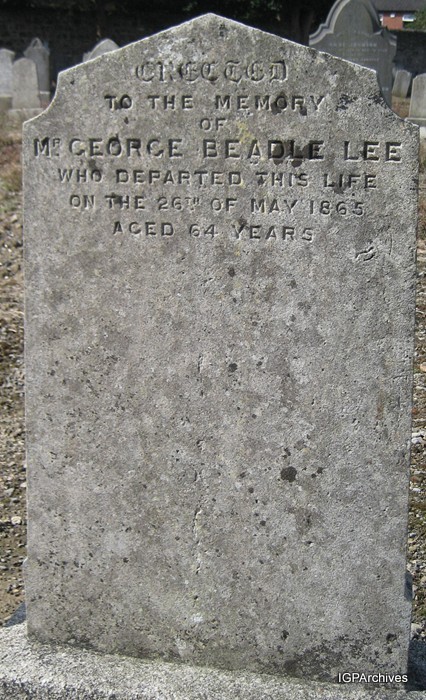 ERECTED
TO THE MEMORY
OF
Mr GEORGE BEADLE LEE
WHO DEPARTED THIS LIFE
ON THE 26TH OF MAY 1865
AGED 64 YEARS
IGPArchives